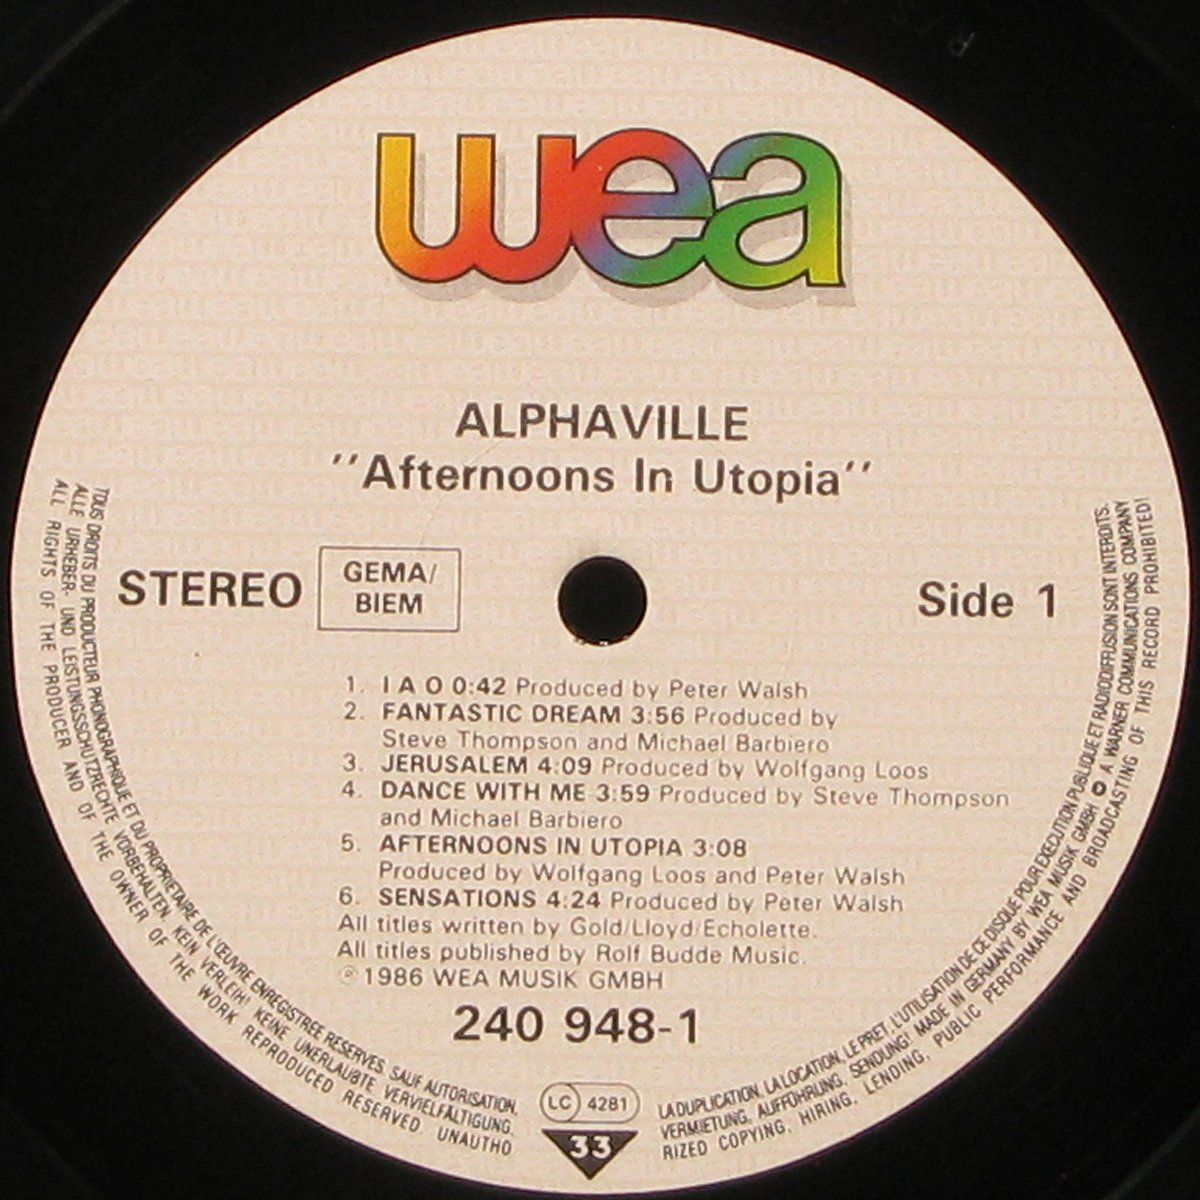 wea
ALPHAVILLE
''Afternoons In Utopia''
STEREO
GEMA/
BIEM
Side 1
1. I A O 0:42 Produced by Peter Walsh
2. FANTASTIC DREAM 3:56 Produced by
Steve Thompson and Michael Barbiero
3. JERUSALEM 4:09 Produced by Wolfgang Loos
4. DANCE WITH ME 3:59 Produced by Steve Thompson
and Michael Barbiero
5. AFTERNOONS IN UTOPIA 3:08
Produced by Wolfgang Loos and Peter Walsh
6. SENSATIONS 4:24 Produced by Peter Walsh
All titles written by Gold/Lloyd/Echolette.
All titles published by Rolf Budde Music.
℗ 1986 WEA MUSIK GMBH
240 948-1
LC 4281
33
TOUS DROITS DU PRODUCTEUR PHONOGRAPHIQUE ET DU PROPRIETAIRE DE L'ŒUVRE ENREGISTREE RESERVES. SAUF AUTORISATION, LA DUPLICATION, LA LOCATION, LE PRET, L'UTILISATION DE CE DISQUE POUR EXECUTION PUBLIQUE ET RADIODIFFUSION SONT INTERDITS.
ALLE URHEBER- UND LEISTUNGSSCHUTZRECHTE VORBEHALTEN. KEIN VERLEIH! KEINE UNERLAUBTE VERVIELFÄLTIGUNG, VERMIETUNG, AUFFÜHRUNG, SENDUNG! MADE IN GERMANY BY WEA MUSIK GMBH A WARNER COMMUNICATIONS COMPANY
ALL RIGHTS OF THE PRODUCER AND OF THE OWNER OF THE WORK REPRODUCED RESERVED UNAUTHORIZED COPYING, HIRING, LENDING, PUBLIC PERFORMANCE AND BROADCASTING OF THIS RECORD PROHIBITED!